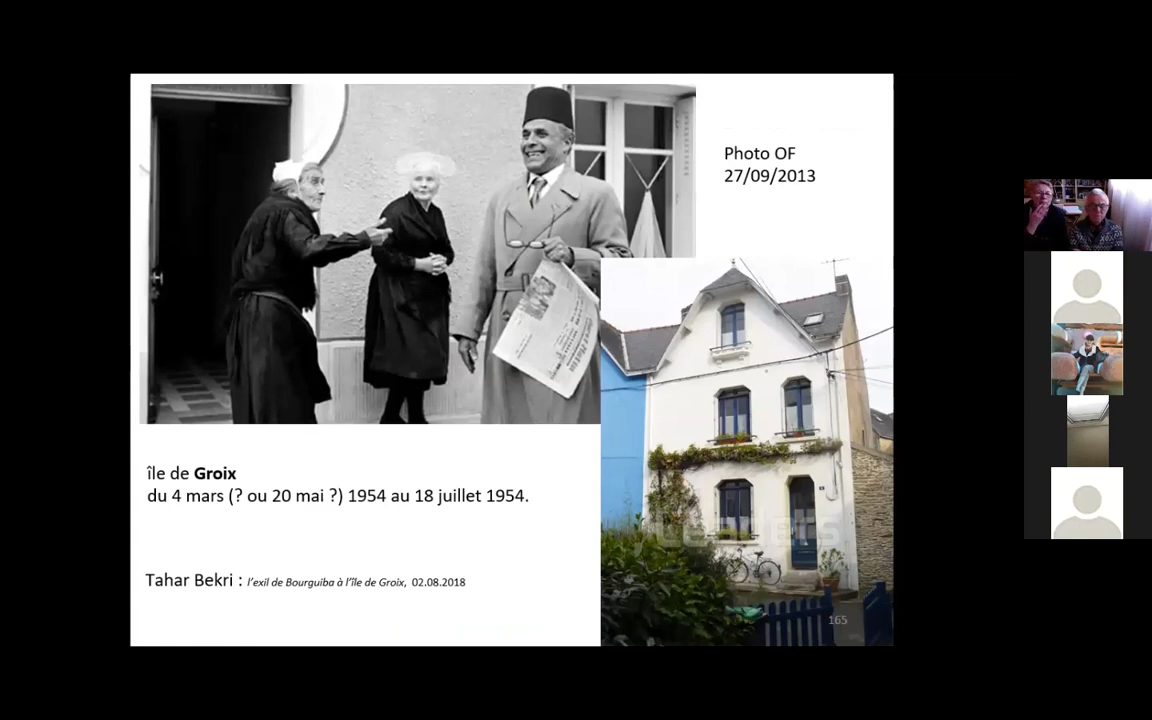 Photo OF
27/09/2013
île de Groix
du 4 mars (? ou 20 mai ?) 1954 au 18 juillet 1954.
Tahar Bekri : l'exil de Bourguiba à l'île de Groix, 02.08.2018
Leaders
165